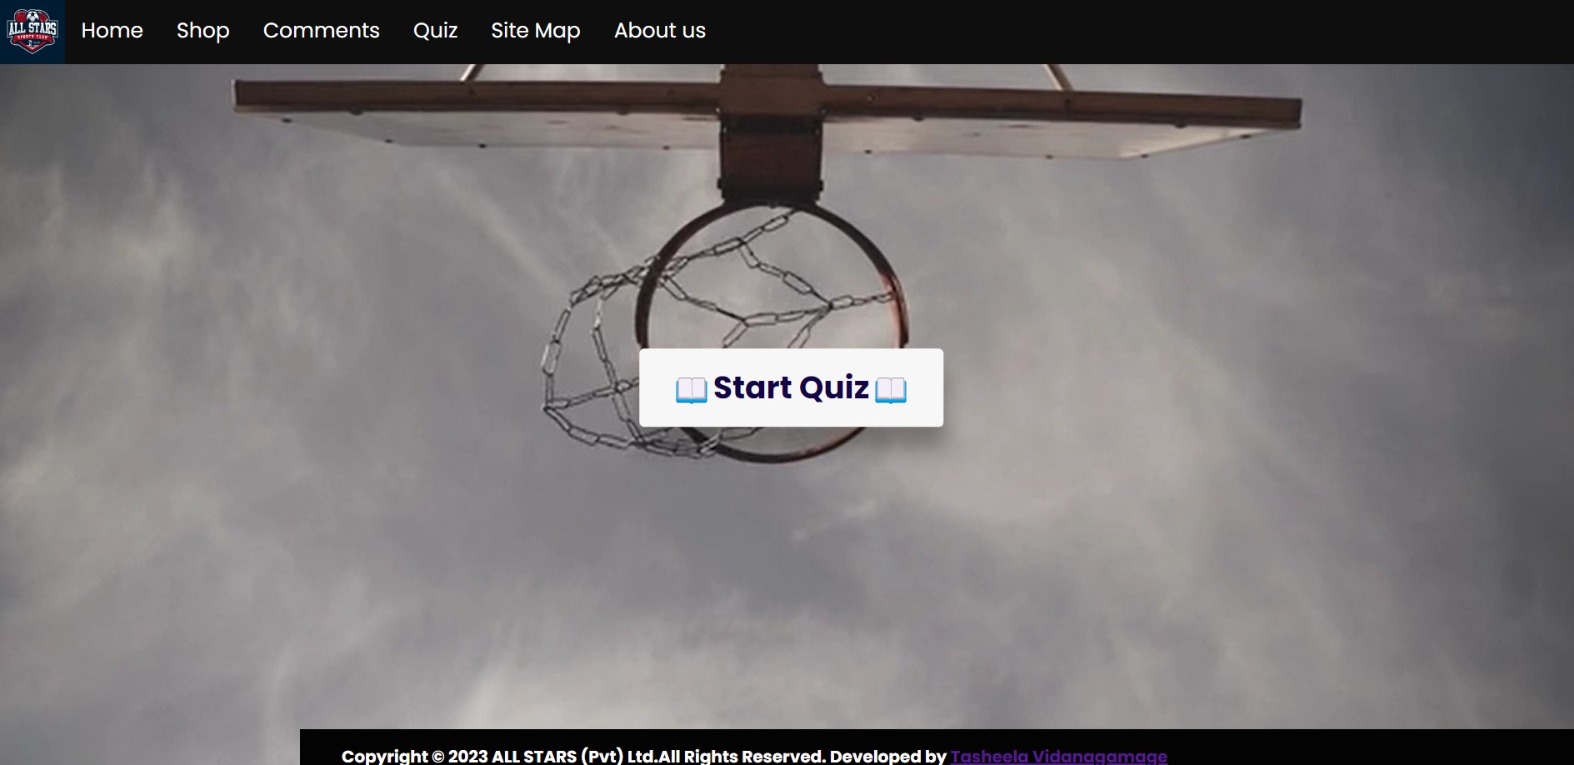 ALL STARS
SPORTS CLUB
Home Shop Comments Quiz Site Map About us
📖 Start Quiz 📖
Copyright © 2023 ALL STARS (Pvt) Ltd.All Rights Reserved. Developed by Tasheela Vidanagamage